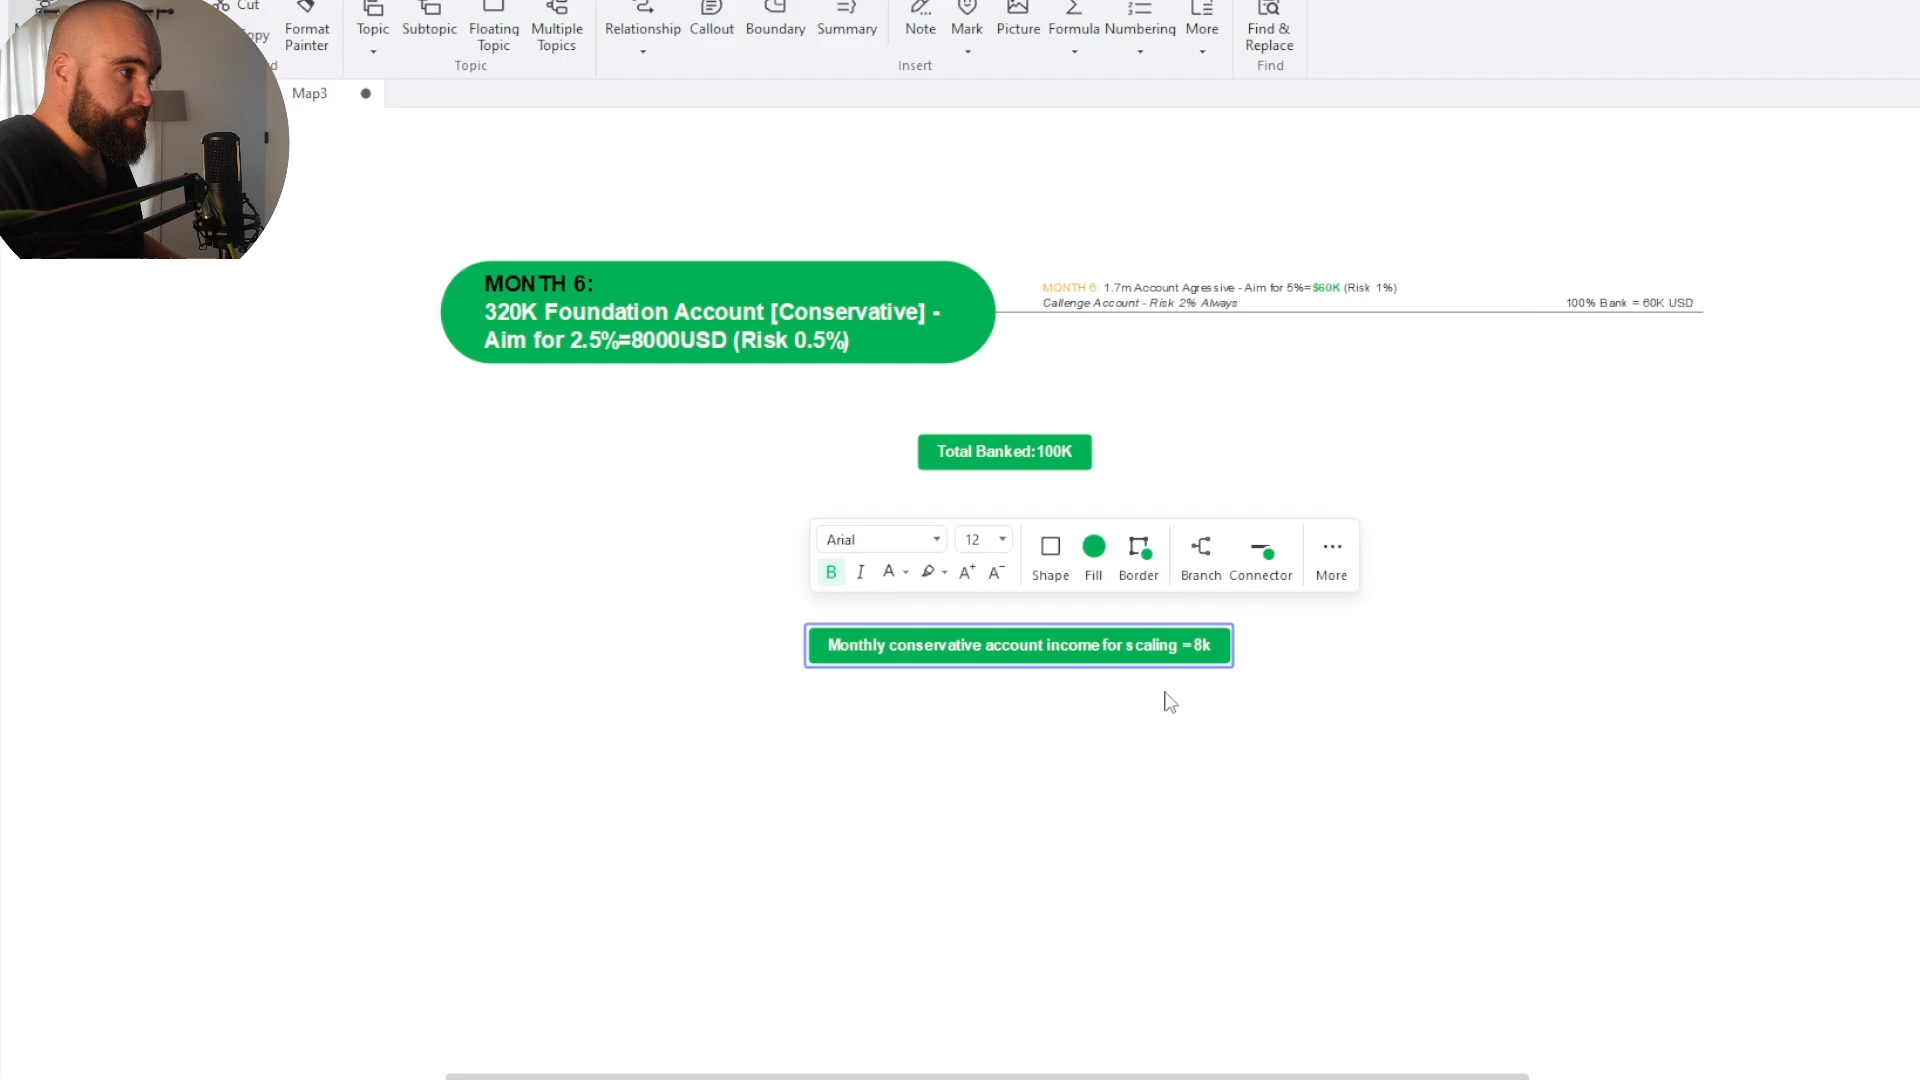 Cut
opy
Format
Painter
d
Topic
Subtopic
Floating
Topic
Multiple
Topics
Topic
Relationship
Callout
Boundary
Summary
Note
Mark
Picture
Formula
Numbering
More
Insert
Find &
Replace
Find
Map3
MONTH 6:
320K Foundation Account [Conservative] -
Aim for 2.5%=8000USD (Risk 0.5%)
MONTH 6: 1.7m Account Agressive - Aim for 5%=$60K (Risk 1%)
Callenge Account - Risk 2% Always
100% Bank = 60K USD
Total Banked:100K
Arial
12
B I A A+ A-
Shape
Fill
Border
Branch
Connector
More
Monthly conservative account income for scaling = 8k